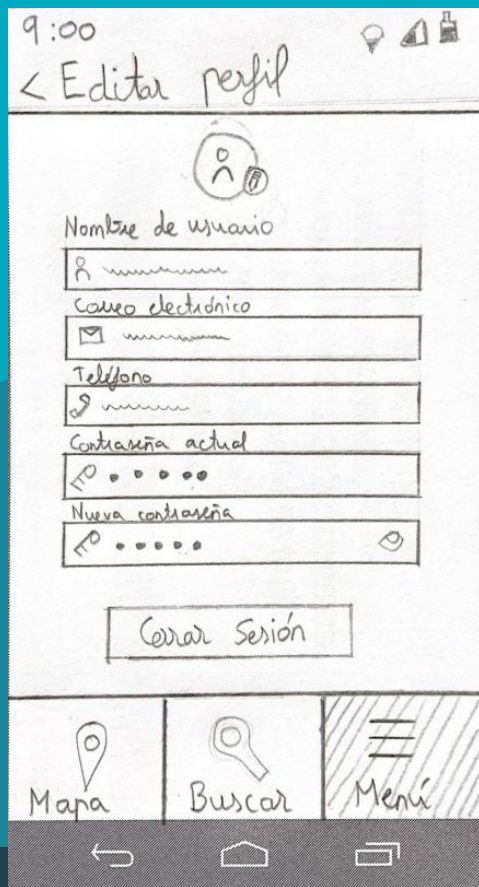 9:00
< Editar perfil
Nombre de usuario
Correo electrónico
Teléfono
Contraseña actual
Nueva contraseña
Cerrar Sesión
Mapa
Buscar
Menú